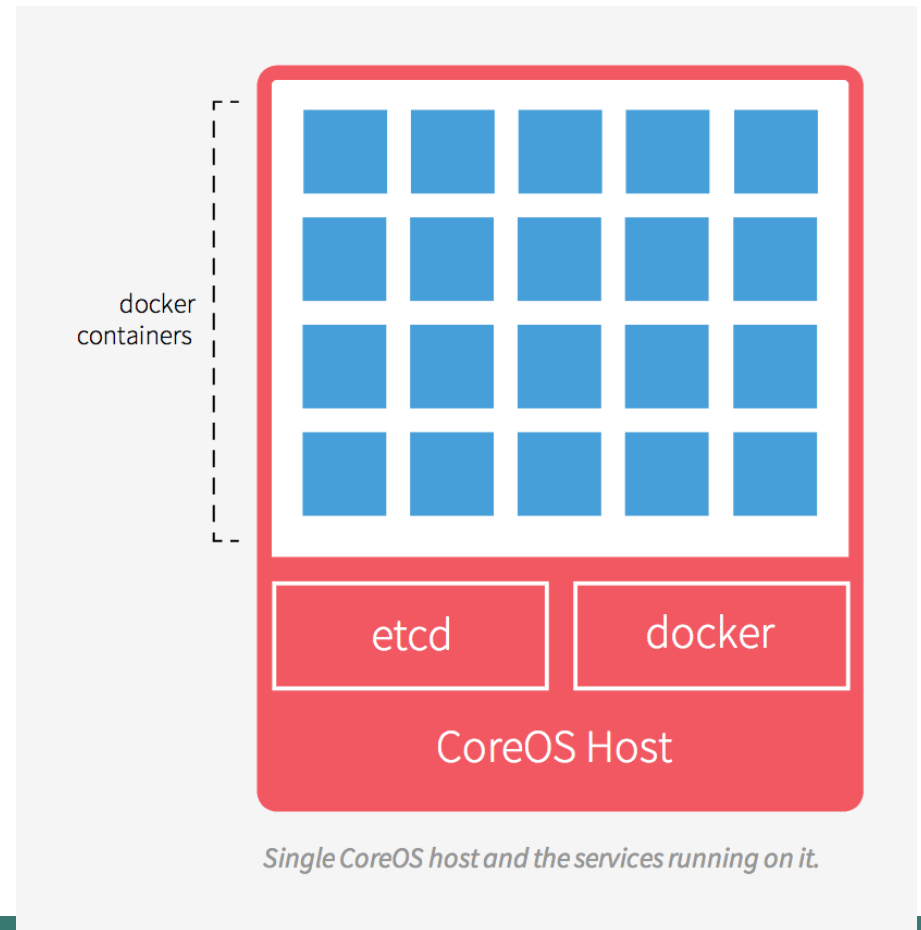 docker
containers
etcd
docker
CoreOS Host
Single CoreOS host and the services running on it.